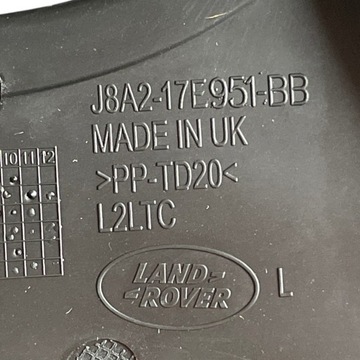 J8A2-17E951-BB
MADE IN UK
10 11 12
>PP-TD20<
L2LTC
LAND-
-ROVER
L